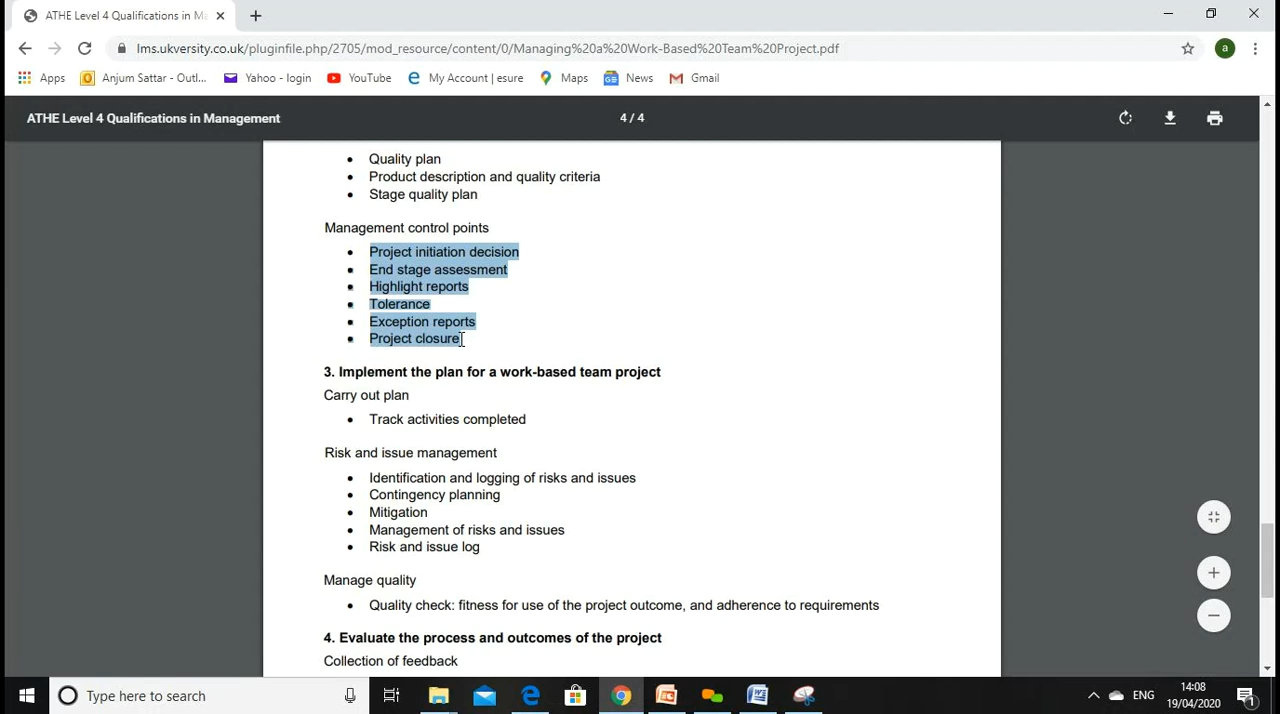 ATHE Level 4 Qualifications in Ma
lms.ukversity.co.uk/pluginfile.php/2705/mod_resource/content/0/Managing%20a%20Work-Based%20Team%20Project.pdf
a
Apps
Anjum Sattar - Outl...
Yahoo - login
YouTube
My Account | esure
Maps
News
Gmail
ATHE Level 4 Qualifications in Management
4 / 4
• Quality plan
• Product description and quality criteria
• Stage quality plan
Management control points
• Project initiation decision
• End stage assessment
• Highlight reports
• Tolerance
• Exception reports
• Project closure
3. Implement the plan for a work-based team project
Carry out plan
• Track activities completed
Risk and issue management
• Identification and logging of risks and issues
• Contingency planning
• Mitigation
• Management of risks and issues
• Risk and issue log
Manage quality
• Quality check: fitness for use of the project outcome, and adherence to requirements
4. Evaluate the process and outcomes of the project
Collection of feedback
Type here to search
ENG
14:08
19/04/2020
1